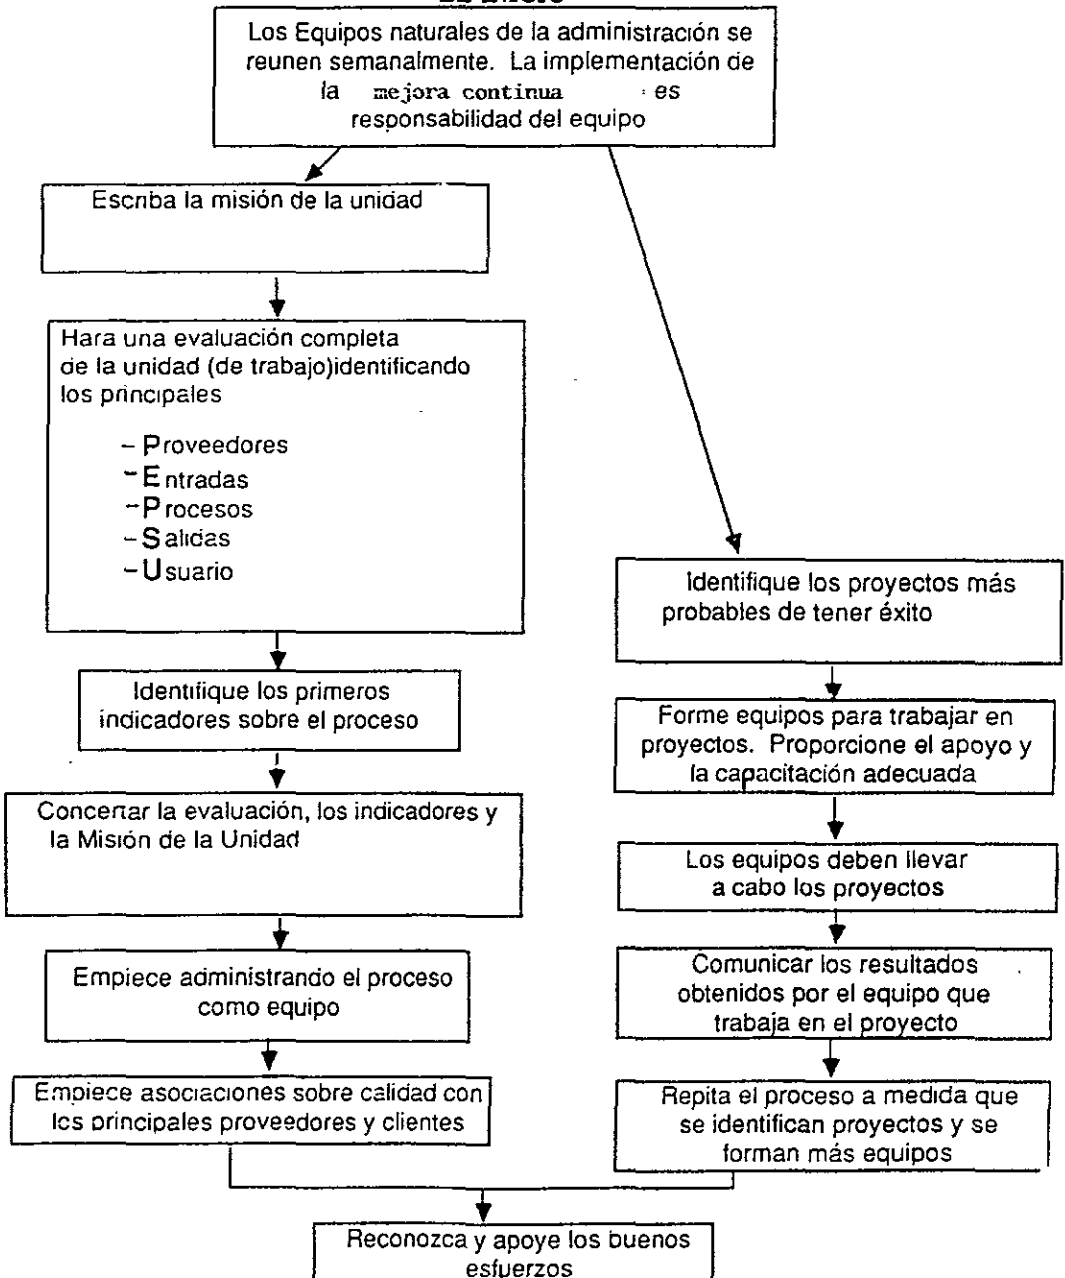 Los Equipos naturales de la administración se
reunen semanalmente. La implementación de
la mejora continua es
responsabilidad del equipo
Escriba la misión de la unidad
Hara una evaluación completa
de la unidad (de trabajo)identificando
los principales
- Proveedores
- Entradas
- Procesos
- Salidas
- Usuario
Identifique los primeros
indicadores sobre el proceso
Concertar la evaluación, los indicadores y
la Misión de la Unidad
Empiece administrando el proceso
como equipo
Empiece asociaciones sobre calidad con
los principales proveedores y clientes
Identifique los proyectos más
probables de tener éxito
Forme equipos para trabajar en
proyectos. Proporcione el apoyo y
la capacitación adecuada
Los equipos deben llevar
a cabo los proyectos
Comunicar los resultados
obtenidos por el equipo que
trabaja en el proyecto
Repita el proceso a medida que
se identifican proyectos y se
forman más equipos
Reconozca y apoye los buenos
esfuerzos